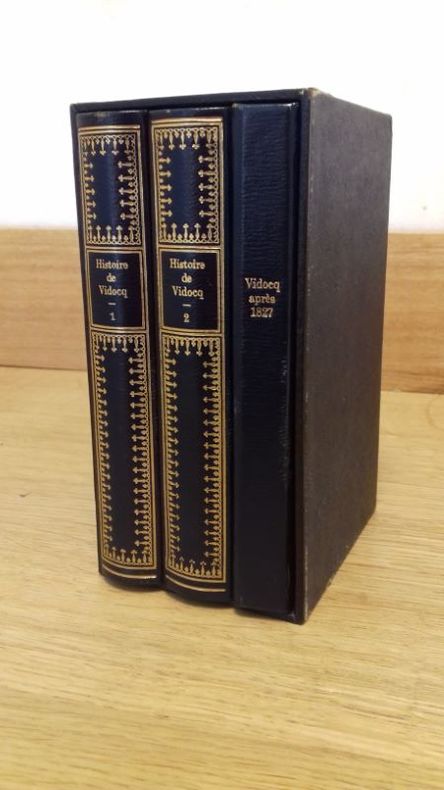 Histoire
de
Vidocq
1
Histoire
de
Vidocq
2
Vidocq
après
1827